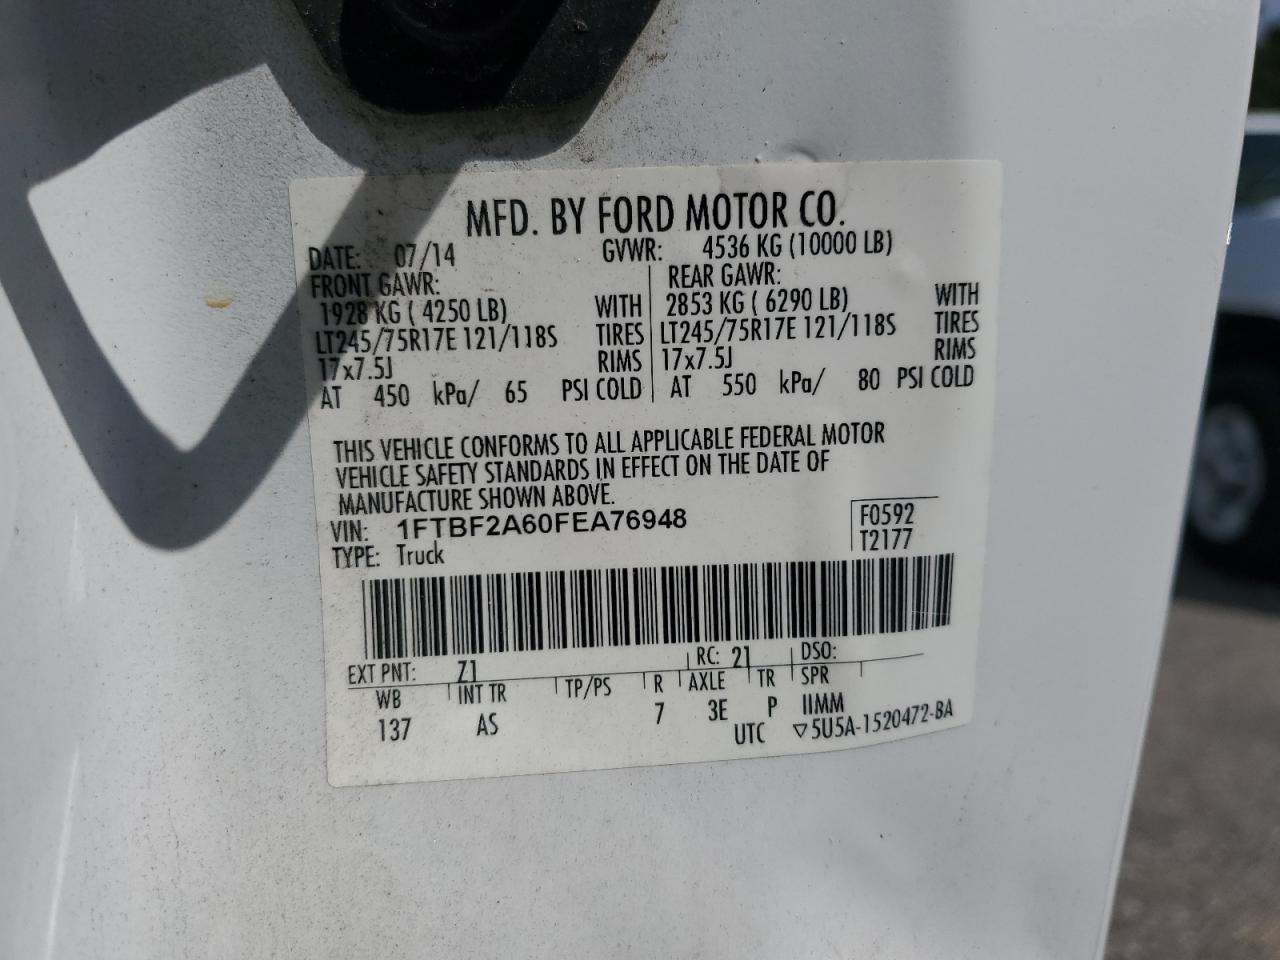 MFD. BY FORD MOTOR CO.
DATE: 07/14 GVWR: 4536 KG (10000 LB)
FRONT GAWR: REAR GAWR:
1928 KG ( 4250 LB) WITH 2853 KG ( 6290 LB) WITH
LT245/75R17E 121/118S TIRES LT245/75R17E 121/118S TIRES
17x7.5J RIMS 17x7.5J RIMS
AT 450 kPa/ 65 PSI COLD AT 550 kPa/ 80 PSI COLD
THIS VEHICLE CONFORMS TO ALL APPLICABLE FEDERAL MOTOR
VEHICLE SAFETY STANDARDS IN EFFECT ON THE DATE OF
MANUFACTURE SHOWN ABOVE.
VIN: 1FTBF2A60FEA76948 F0592
TYPE: Truck T2177
EXT PNT: Z1 RC: 21 DSO:
WB INT TR TP/PS R AXLE TR SPR
137 AS 7 3E P IIMM
UTC ▽5U5A-1520472-BA